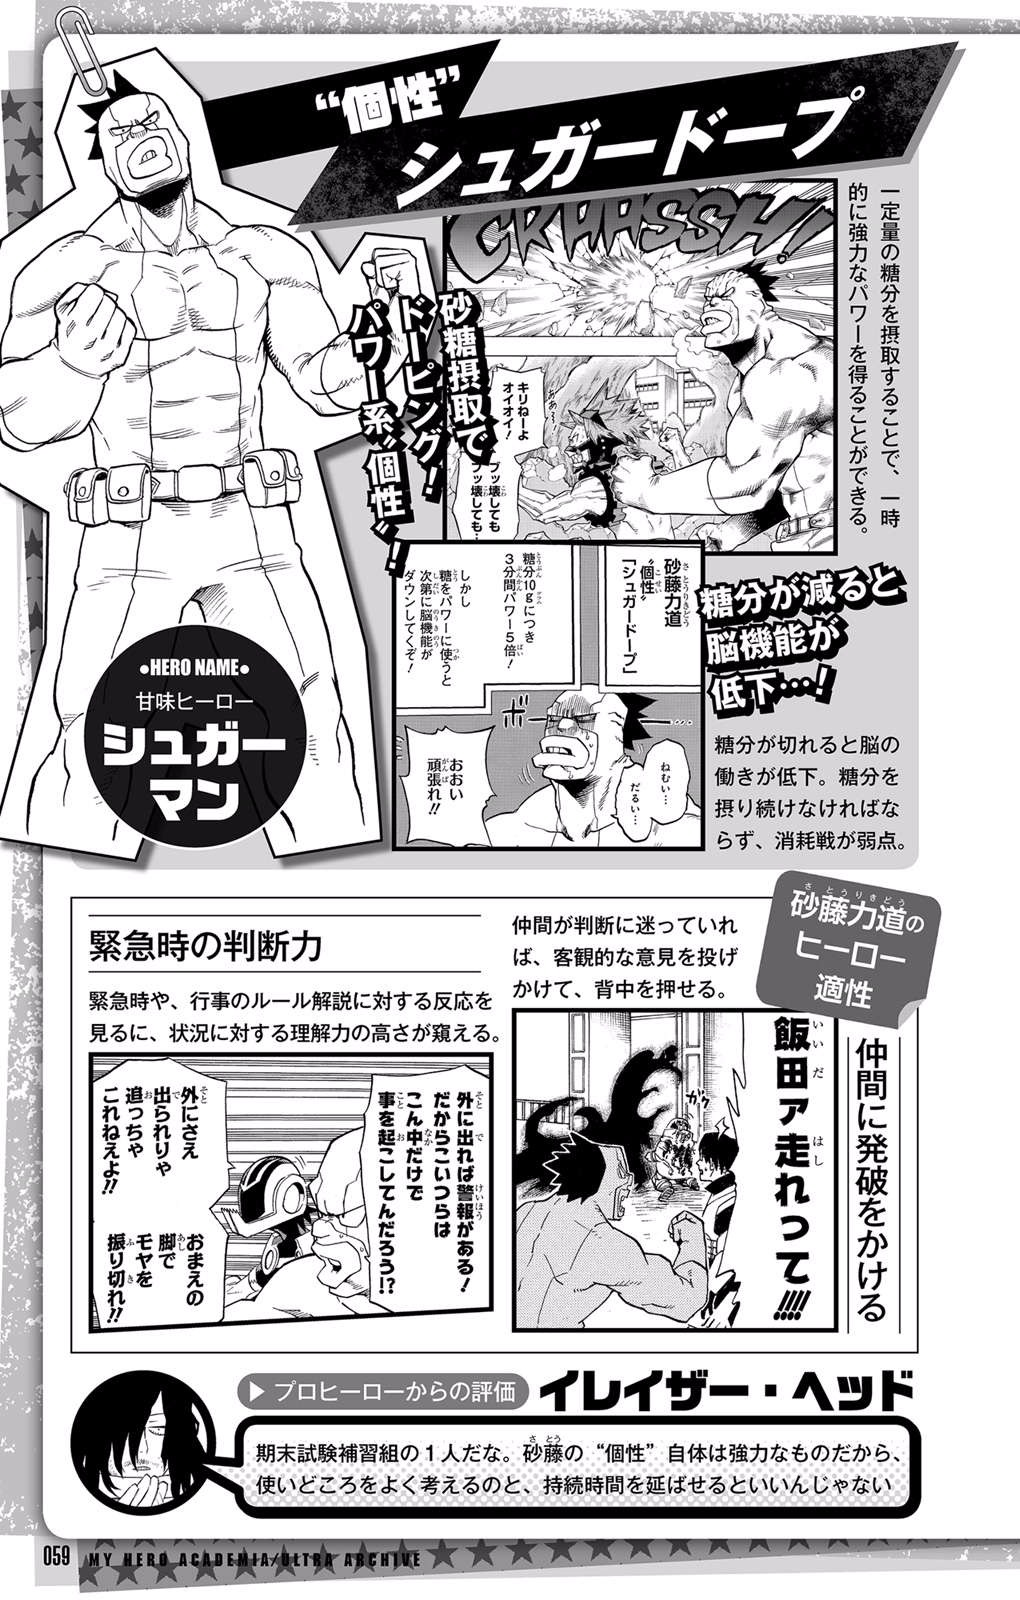 “個性”
シュガードープ
一定量の糖分を摂取することで、一時
的に強力なパワーを得ることができる。
CRAAASSH!
砂糖摂取で
ドーピング!
パワー系“個性”!
キリねーよ
オイオイ!
ああ…
ブッ壊しても
ブッ壊しても…
砂藤力道
“個性”
「シュガードープ」
糖分10gにつき
3分間パワー5倍!
しかし
糖をパワーに使うと
次第に脳機能が
ダウンしてくぞ!
ボー
ねむい…
だるい…
おおい
頑張れ!!
糖分が減ると
脳機能が
低下…!
糖分が切れると脳の
働きが低下。糖分を
摂り続けなければな
らず、消耗戦が弱点。
●HERO NAME●
甘味ヒーロー
シュガー
マン
砂藤力道の
ヒーロー
適性
仲間に発破をかける
仲間が判断に迷っていれ
ば、客観的な意見を投げ
かけて、背中を押せる。
飯田ァ走れって!!!!!
ガッ
緊急時の判断力
緊急時や、行事のルール解説に対する反応を
見るに、状況に対する理解力の高さが窺える。
外に出れば警報がある!
だからこいつらは
こん中だけで
事を起こしてんだろう!?
外にさえ
出られりゃ
追っちゃ
これねえよ!!
おまえの
脚で
モヤを
振り切れ!!
▶プロヒーローからの評価
イレイザー・ヘッド
期末試験補習組の1人だな。砂藤の“個性”自体は強力なものだから、
使いどころをよく考えるのと、持続時間を延ばせるといいんじゃない
059
MY HERO ACADEMIA/ULTRA ARCHIVE